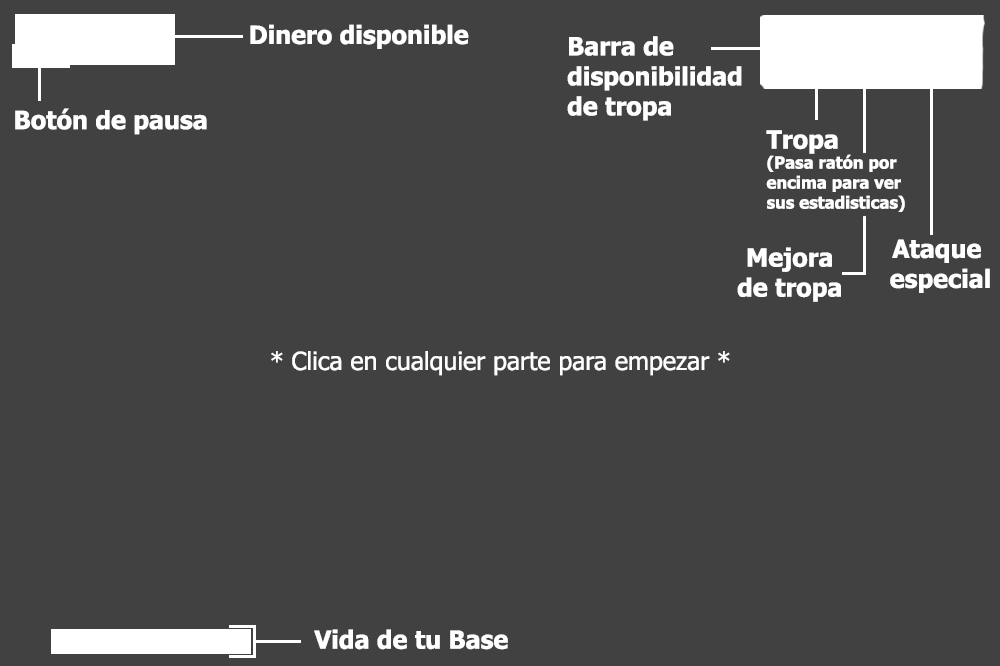 Dinero disponible
Botón de pausa
Barra de
disponibilidad
de tropa
Tropa
(Pasa ratón por
encima para ver
sus estadisticas)
Mejora
de tropa
Ataque
especial
* Clica en cualquier parte para empezar *
Vida de tu Base